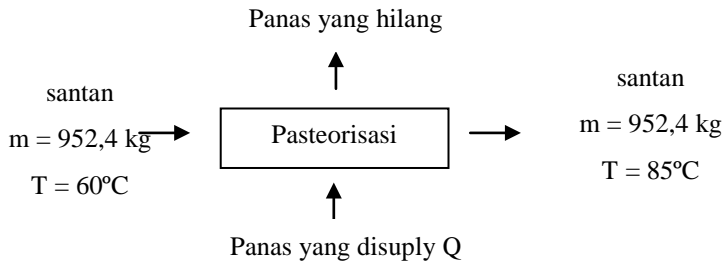 Panas yang hilang
santan
m = 952,4 kg
T = 60ºC
Pasteorisasi
santan
m = 952,4 kg
T = 85ºC
Panas yang disuply Q